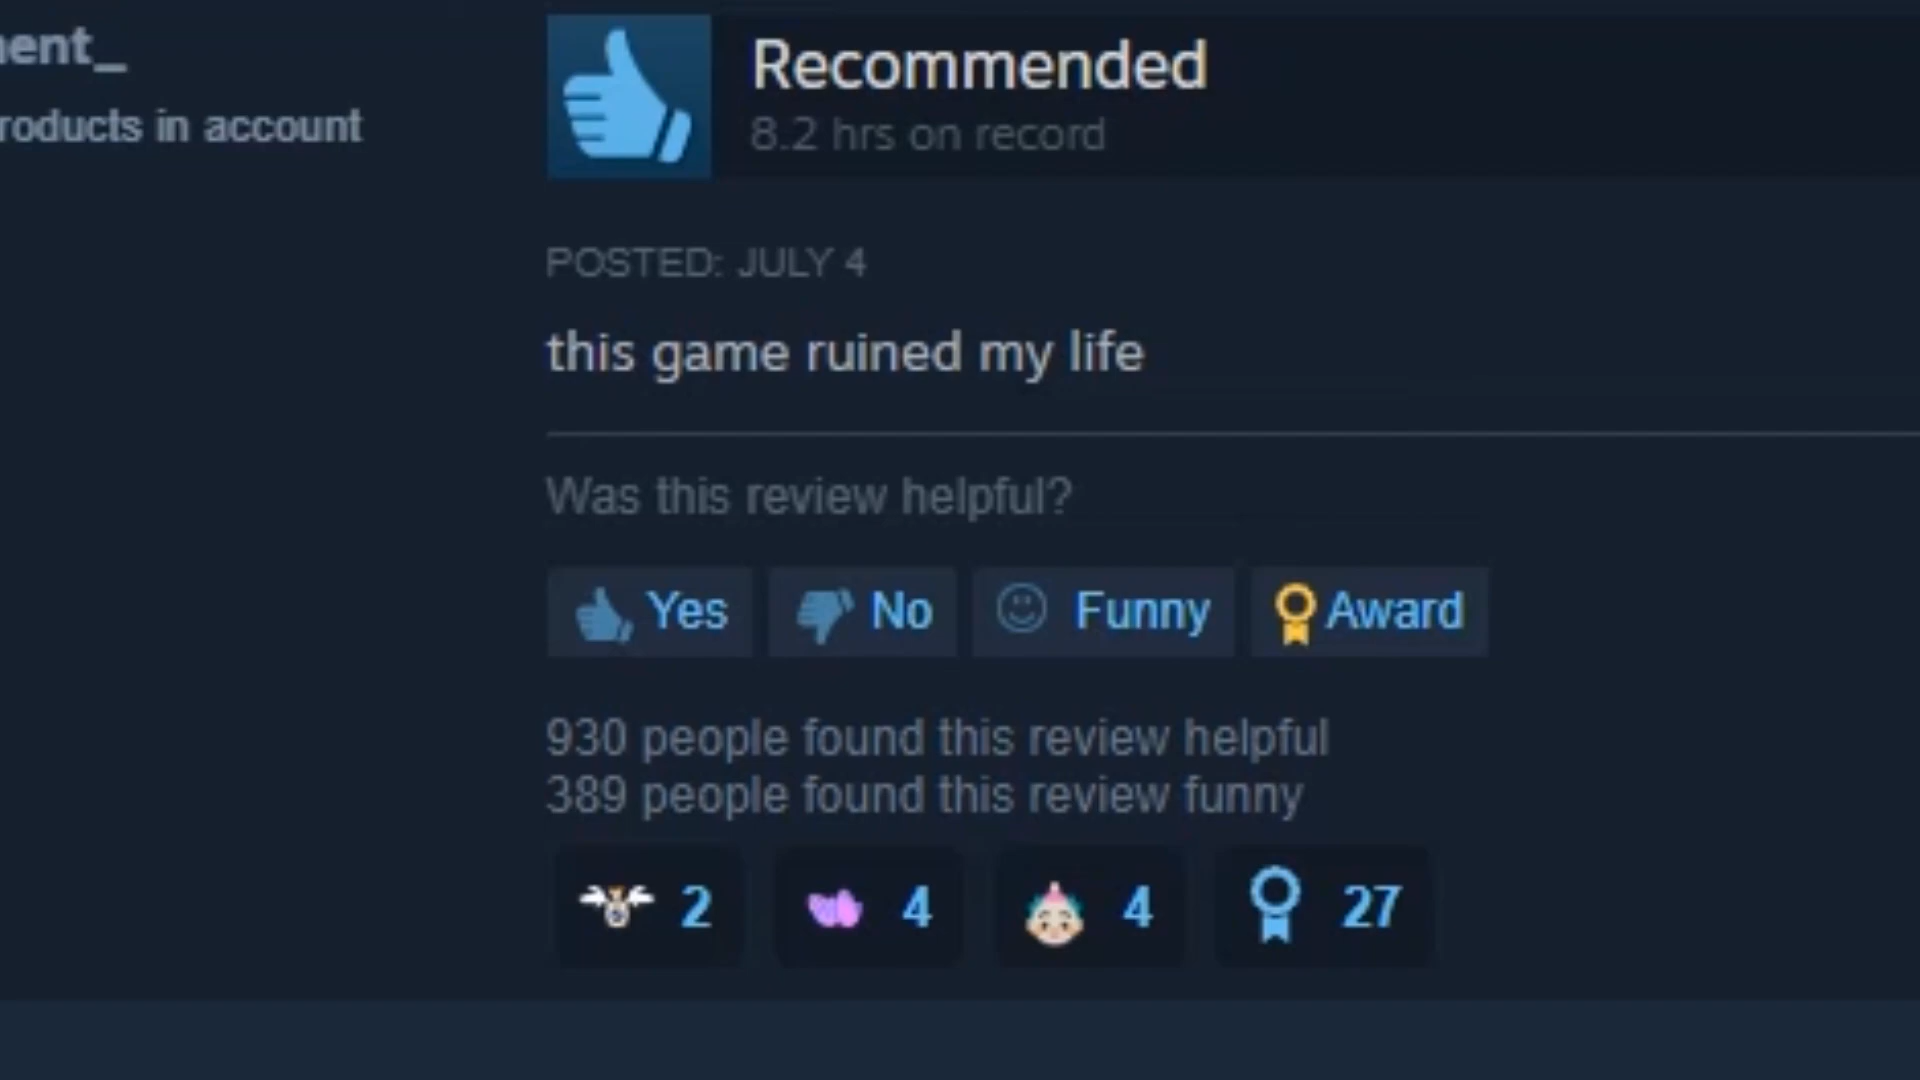 ent_
Recommended
8.2 hrs on record
roducts in account
POSTED: JULY 4
this game ruined my life
Was this review helpful?
Yes No Funny Award
930 people found this review helpful
389 people found this review funny
2 4 4 27